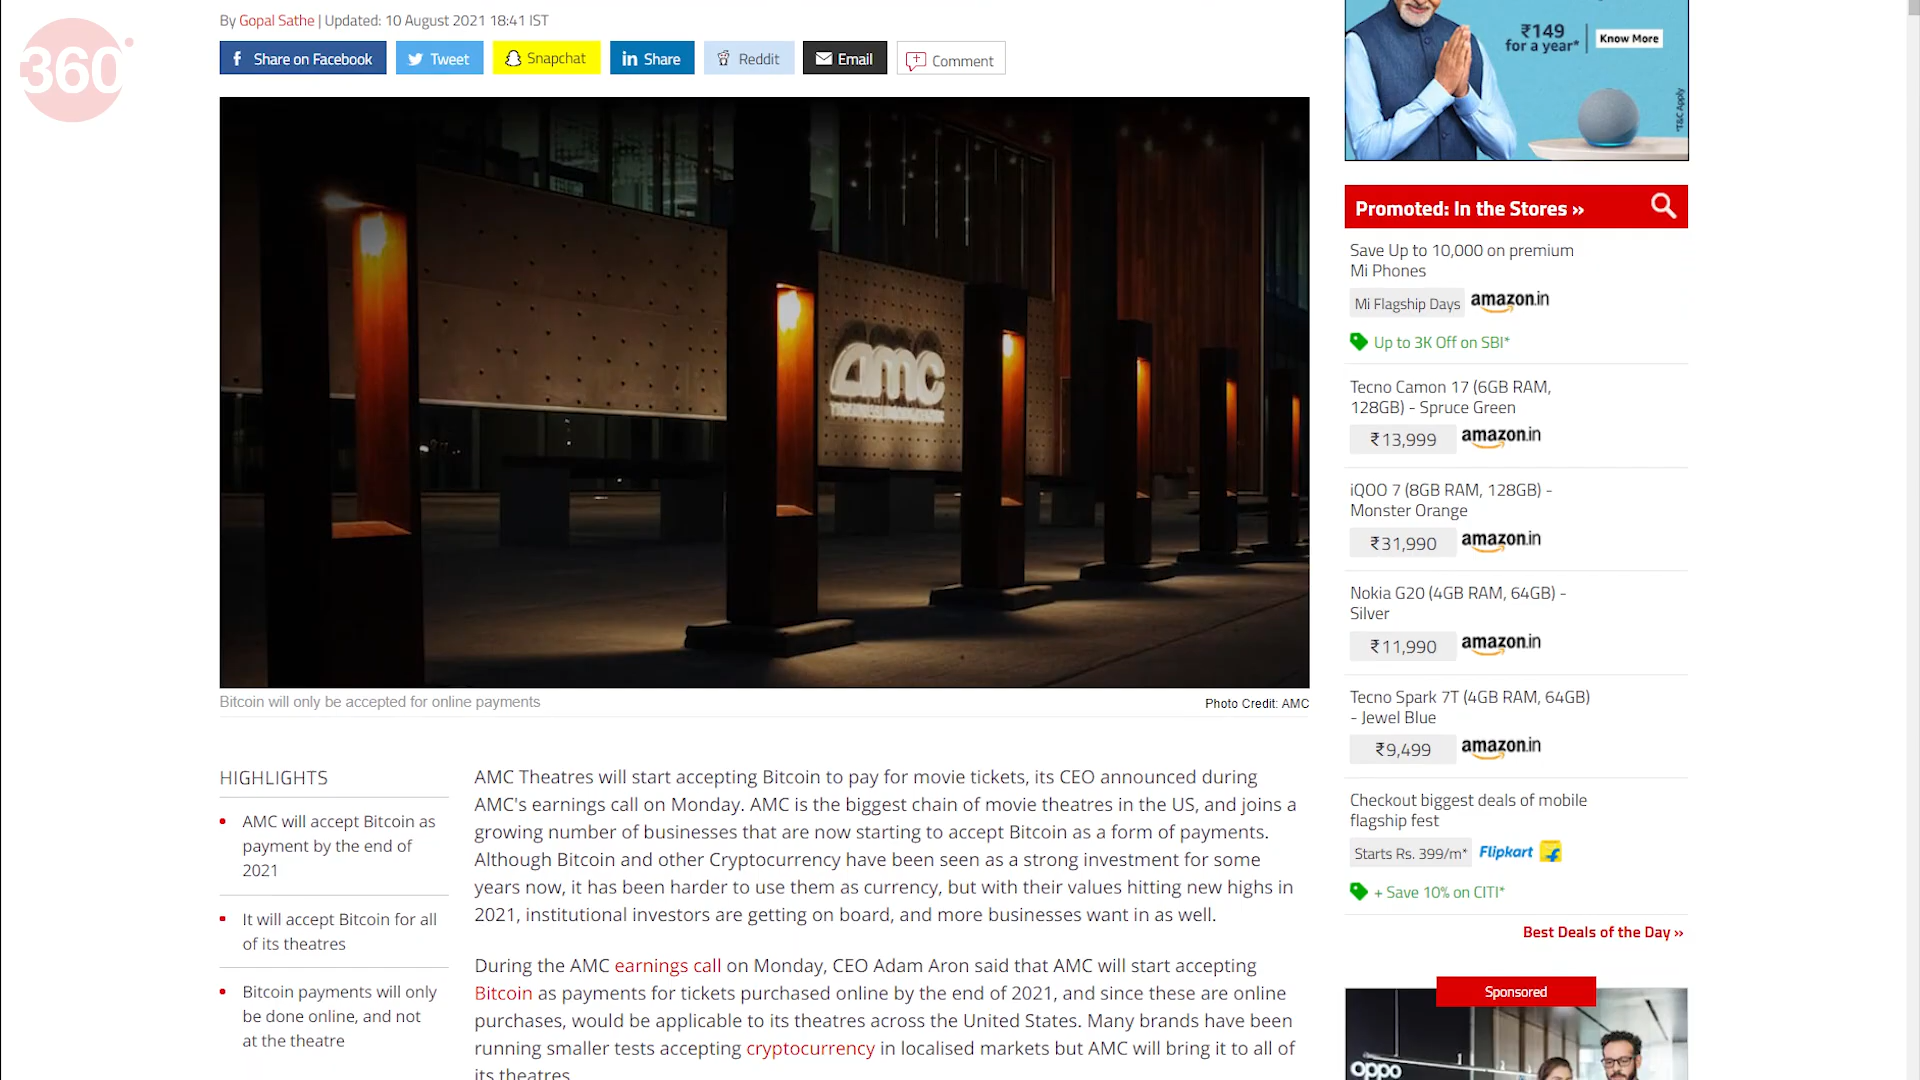 360°
By Gopal Sathe | Updated: 10 August 2021 18:41 IST
Share on Facebook
Tweet
Snapchat
Share
Reddit
Email
Comment
amc
Bitcoin will only be accepted for online payments
Photo Credit: AMC
HIGHLIGHTS
AMC will accept Bitcoin as
payment by the end of
2021
It will accept Bitcoin for all
of its theatres
Bitcoin payments will only
be done online, and not
at the theatre
AMC Theatres will start accepting Bitcoin to pay for movie tickets, its CEO announced during
AMC's earnings call on Monday. AMC is the biggest chain of movie theatres in the US, and joins a
growing number of businesses that are now starting to accept Bitcoin as a form of payments.
Although Bitcoin and other Cryptocurrency have been seen as a strong investment for some
years now, it has been harder to use them as currency, but with their values hitting new highs in
2021, institutional investors are getting on board, and more businesses want in as well.
During the AMC earnings call on Monday, CEO Adam Aron said that AMC will start accepting
Bitcoin as payments for tickets purchased online by the end of 2021, and since these are online
purchases, would be applicable to its theatres across the United States. Many brands have been
running smaller tests accepting cryptocurrency in localised markets but AMC will bring it to all of
its theatres.
₹149
for a year*
Know More
*T&C Apply
Promoted: In the Stores »
Save Up to 10,000 on premium
Mi Phones
Mi Flagship Days amazon.in
Up to 3K Off on SBI*
Tecno Camon 17 (6GB RAM,
128GB) - Spruce Green
₹13,999 amazon.in
iQOO 7 (8GB RAM, 128GB) -
Monster Orange
₹31,990 amazon.in
Nokia G20 (4GB RAM, 64GB) -
Silver
₹11,990 amazon.in
Tecno Spark 7T (4GB RAM, 64GB)
- Jewel Blue
₹9,499 amazon.in
Checkout biggest deals of mobile
flagship fest
Starts Rs. 399/m* Flipkart
+ Save 10% on CITI*
Best Deals of the Day »
Sponsored
oppo